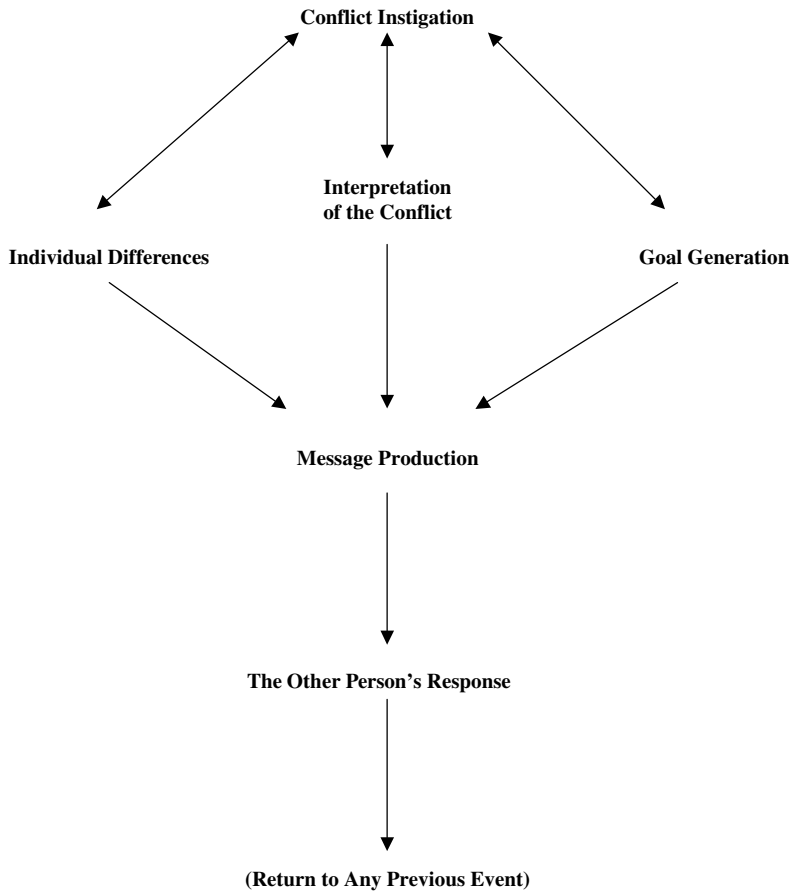 Conflict Instigation
Interpretation
of the Conflict
Individual Differences
Goal Generation
Message Production
The Other Person’s Response
(Return to Any Previous Event)